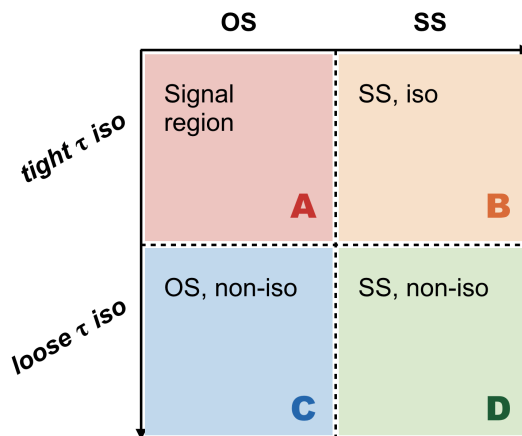 OS
SS
tight τ iso
Signal
region
A
SS, iso
B
loose τ iso
OS, non-iso
C
SS, non-iso
D